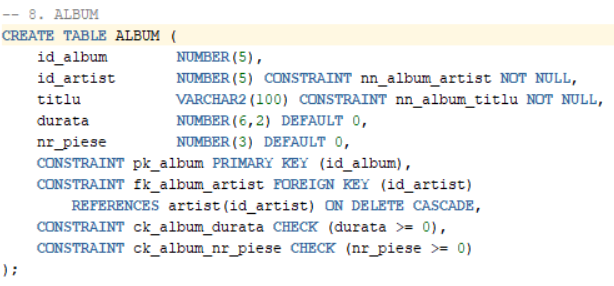 -- 8. ALBUM
CREATE TABLE ALBUM (
    id_album        NUMBER(5),
    id_artist       NUMBER(5) CONSTRAINT nn_album_artist NOT NULL,
    titlu           VARCHAR2(100) CONSTRAINT nn_album_titlu NOT NULL,
    durata          NUMBER(6,2) DEFAULT 0,
    nr_piese        NUMBER(3) DEFAULT 0,
    CONSTRAINT pk_album PRIMARY KEY (id_album),
    CONSTRAINT fk_album_artist FOREIGN KEY (id_artist)
        REFERENCES artist(id_artist) ON DELETE CASCADE,
    CONSTRAINT ck_album_durata CHECK (durata >= 0),
    CONSTRAINT ck_album_nr_piese CHECK (nr_piese >= 0)
);